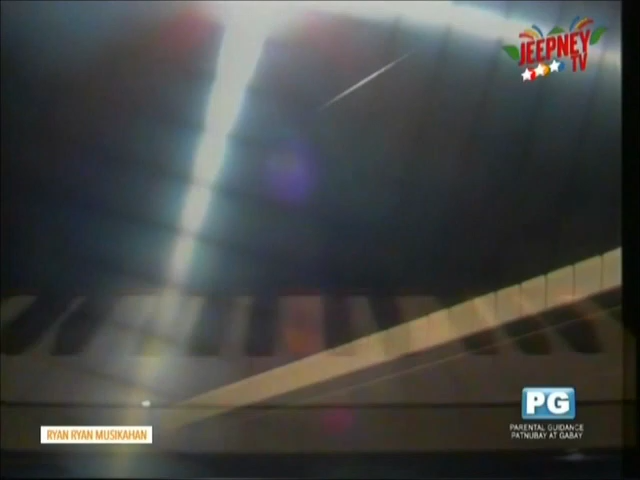 JEEPNEY
TV
RYAN RYAN MUSIKAHAN
PG
PARENTAL GUIDANCE
PATNUBAY AT GABAY